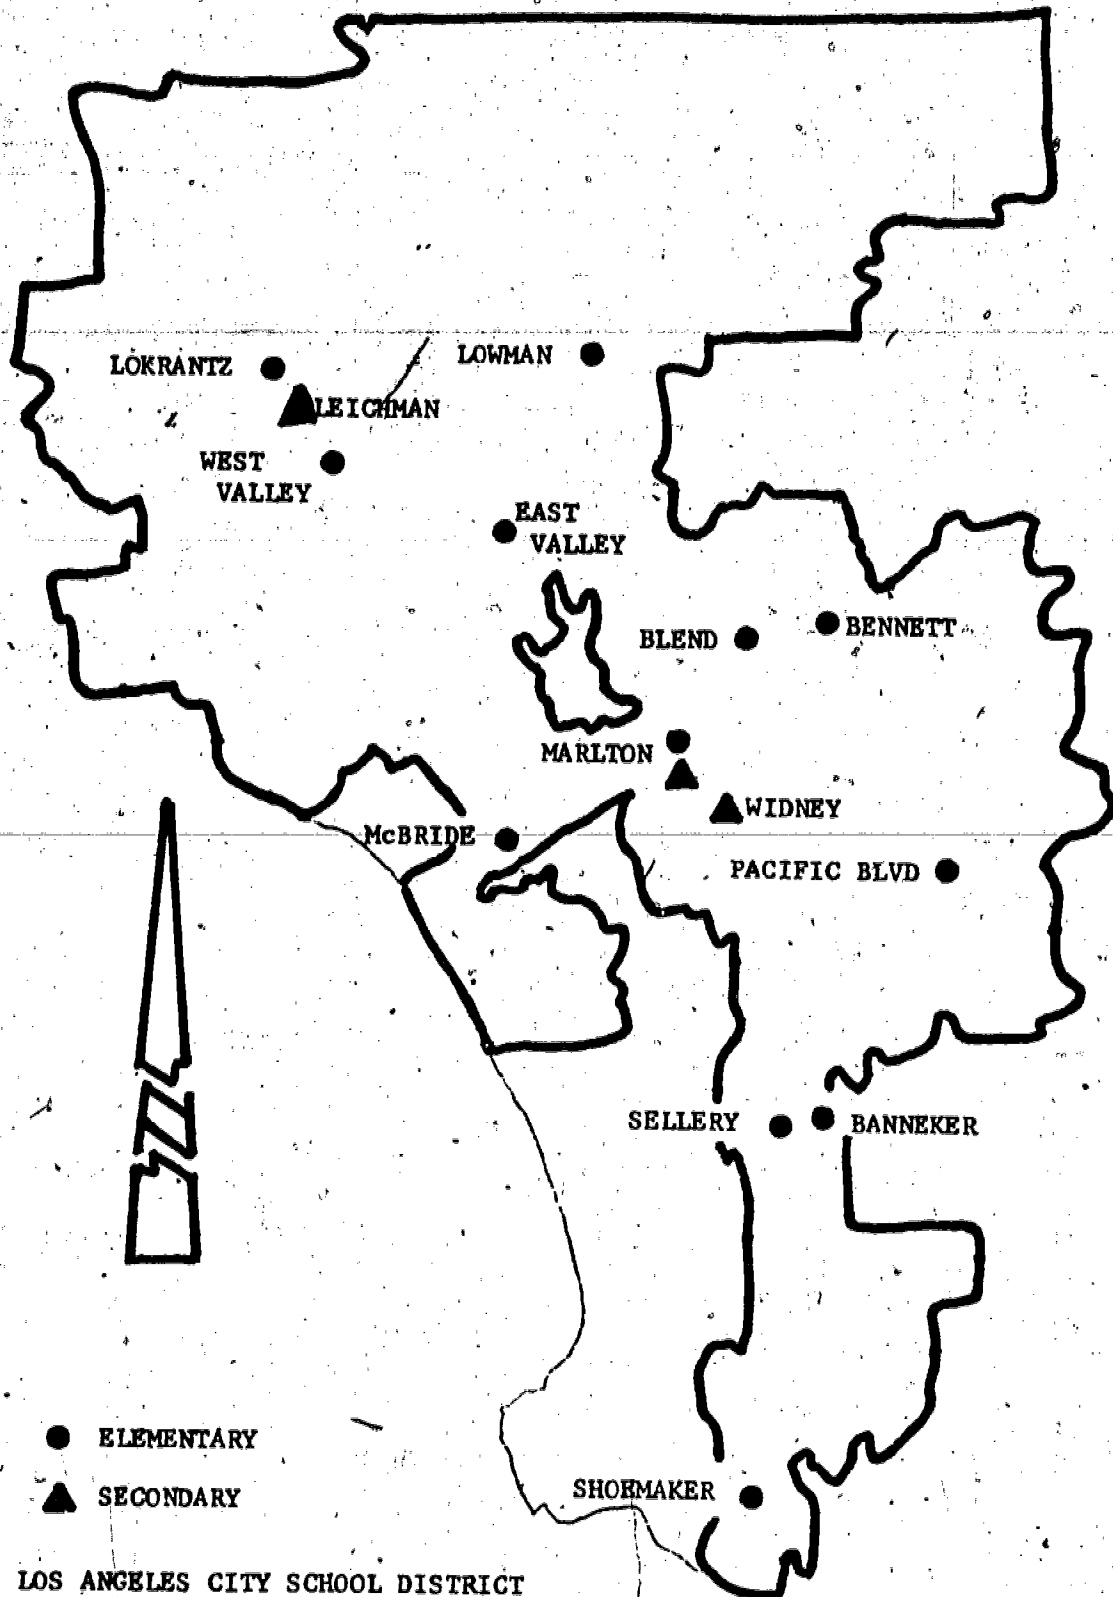 LOKRANTZ
LOWMAN
LEICHMAN
WEST
VALLEY
EAST
VALLEY
BLEND
BENNETT
MARLTON
WIDNEY
McBRIDE
PACIFIC BLVD
SELLERY
BANNEKER
ELEMENTARY
SECONDARY
SHOEMAKER
LOS ANGELES CITY SCHOOL DISTRICT